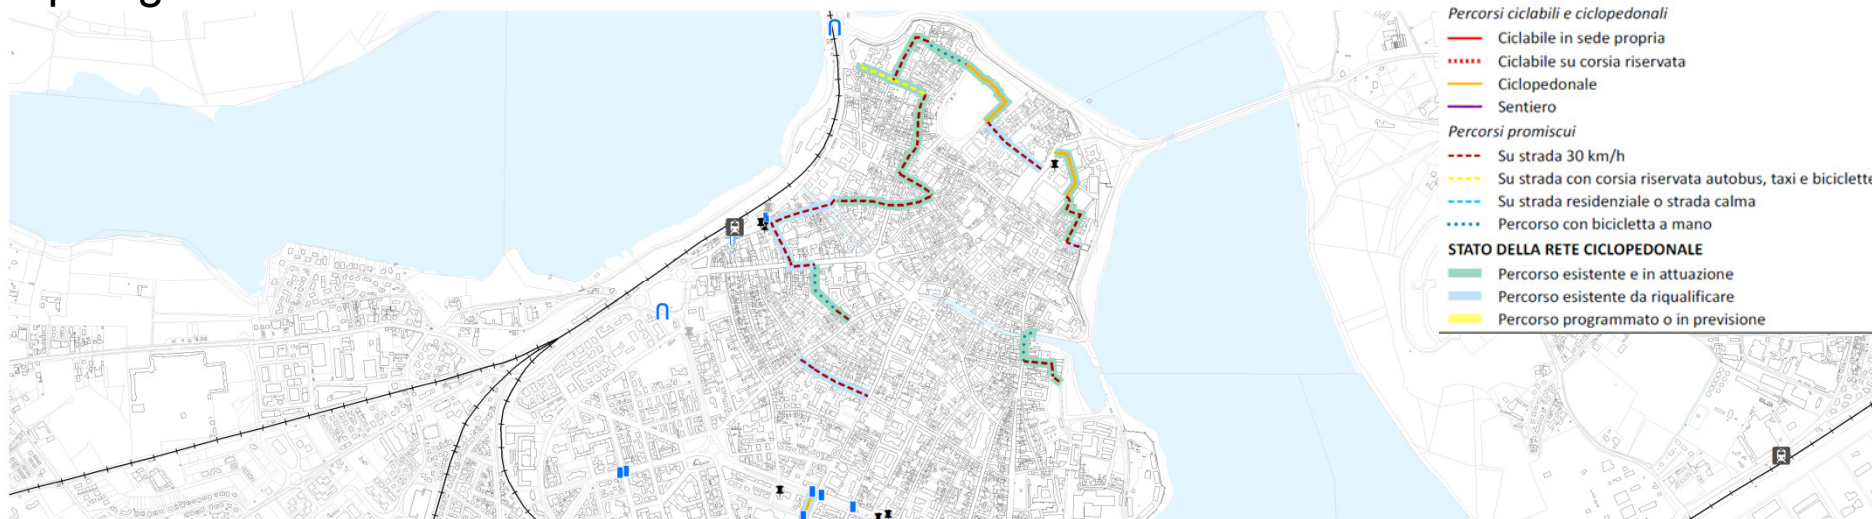 Percorsi ciclabili e ciclopedonali
Ciclabile in sede propria
Ciclabile su corsia riservata
Ciclopedonale
Sentiero
Percorsi promiscui
Su strada 30 km/h
Su strada con corsia riservata autobus, taxi e biciclette
Su strada residenziale o strada calma
Percorso con bicicletta a mano
STATO DELLA RETE CICLOPEDONALE
Percorso esistente e in attuazione
Percorso esistente da riqualificare
Percorso programmato o in previsione